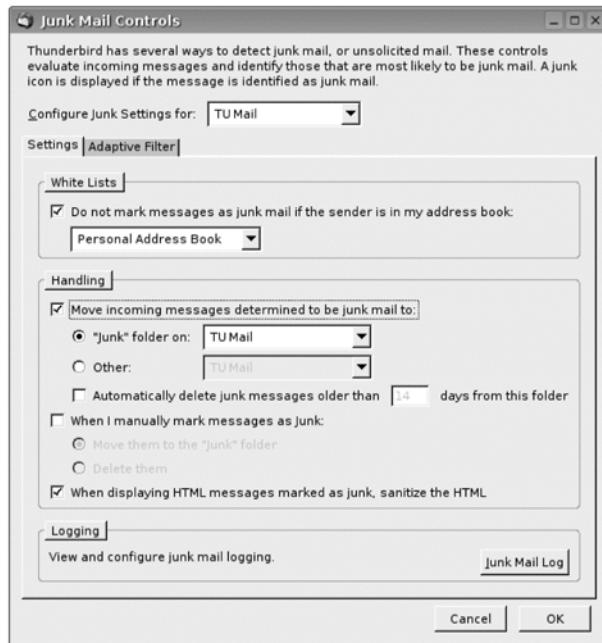 Junk Mail Controls
Thunderbird has several ways to detect junk mail, or unsolicited mail. These controls
evaluate incoming messages and identify those that are most likely to be junk mail. A junk
icon is displayed if the message is identified as junk mail.
Configure Junk Settings for: TU Mail
Settings Adaptive Filter
White Lists
Do not mark messages as junk mail if the sender is in my address book:
Personal Address Book
Handling
Move incoming messages determined to be junk mail to:
"Junk" folder on: TU Mail
Other: TU Mail
Automatically delete junk messages older than 14 days from this folder
When I manually mark messages as Junk:
Move them to the "Junk" folder
Delete them
When displaying HTML messages marked as junk, sanitize the HTML
Logging
View and configure junk mail logging.
Junk Mail Log
Cancel OK